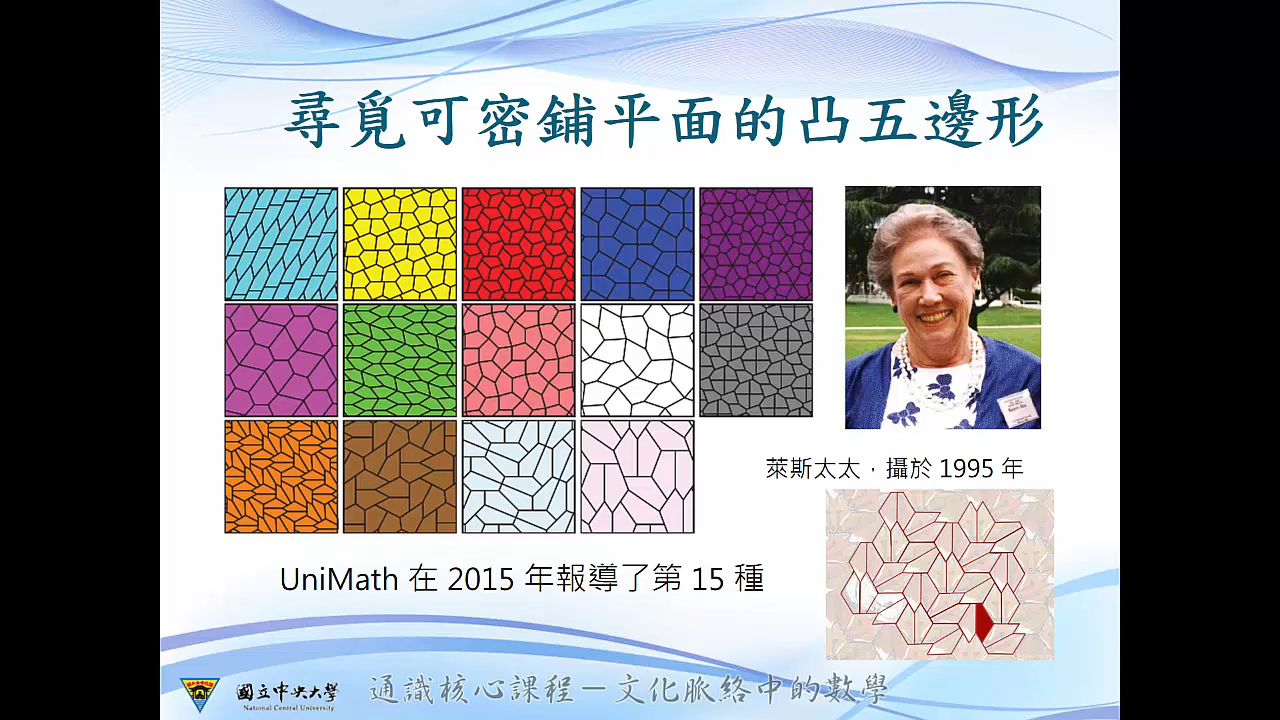 尋覓可密鋪平面的凸五邊形
萊斯太太，攝於 1995 年
UniMath 在 2015 年報導了第 15 種
國立中央大學
National Central University
通識核心課程－文化脈絡中的數學